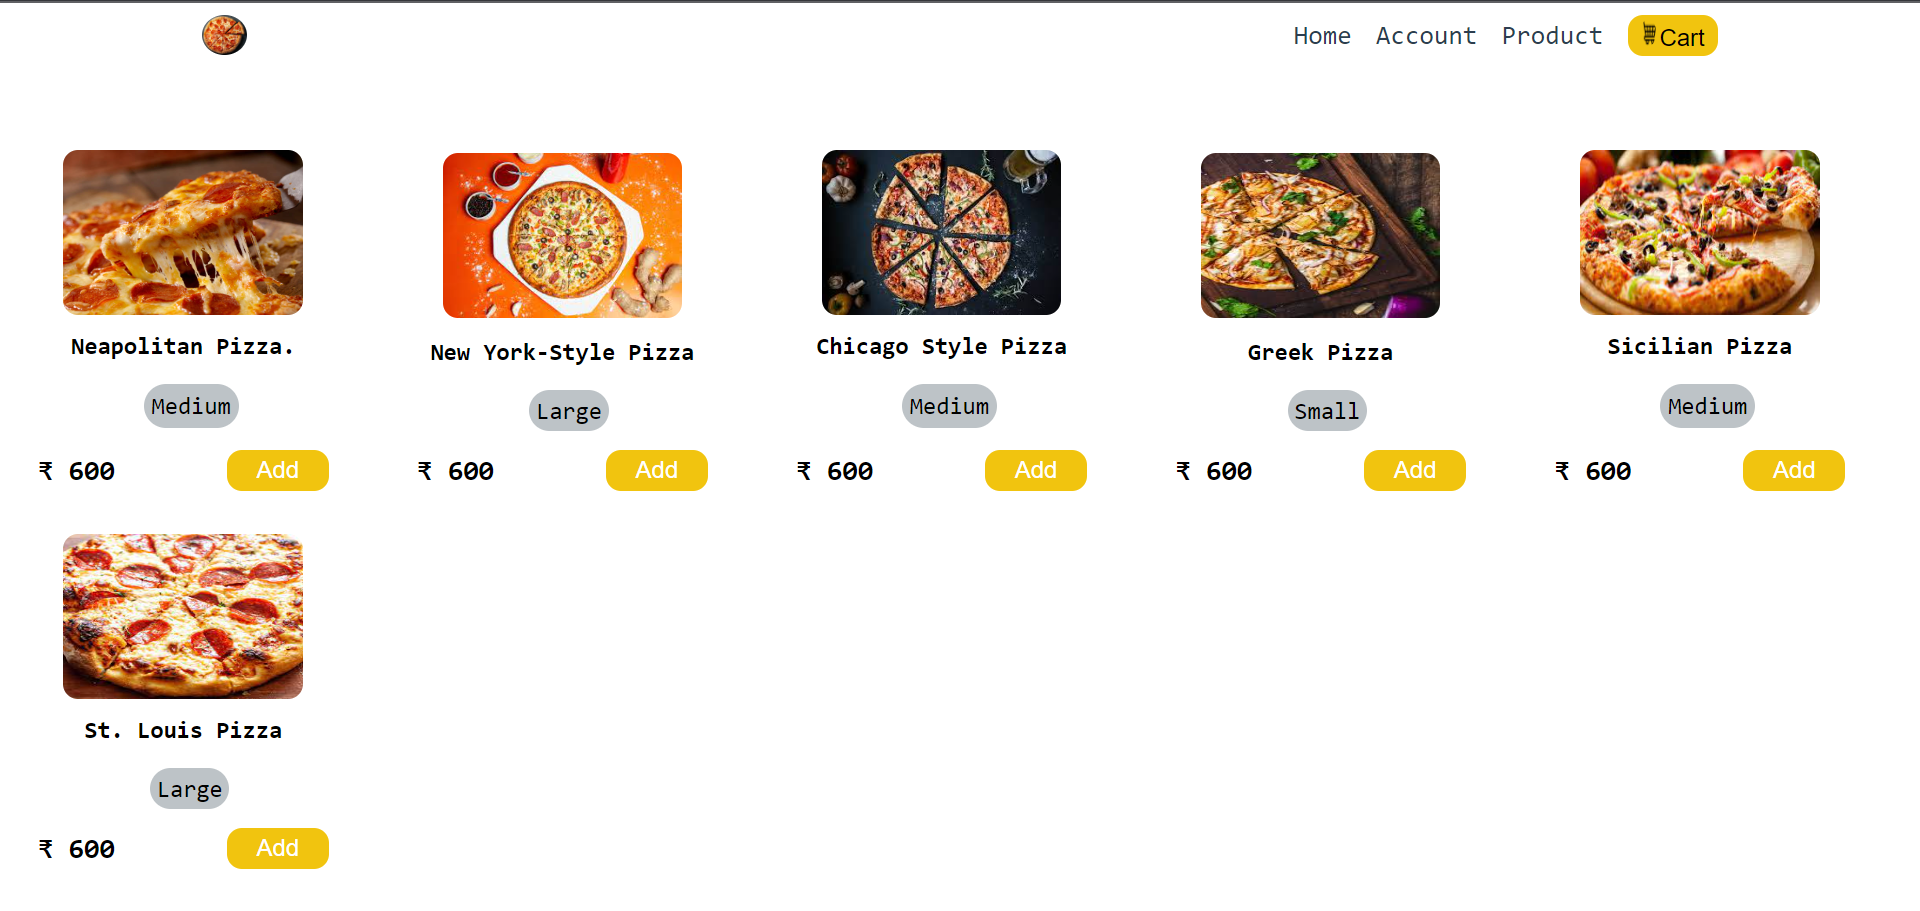 Home Account Product Cart
Neapolitan Pizza.
Medium
₹ 600 Add
New York-Style Pizza
Large
₹ 600 Add
Chicago Style Pizza
Medium
₹ 600 Add
Greek Pizza
Small
₹ 600 Add
Sicilian Pizza
Medium
₹ 600 Add
St. Louis Pizza
Large
₹ 600 Add